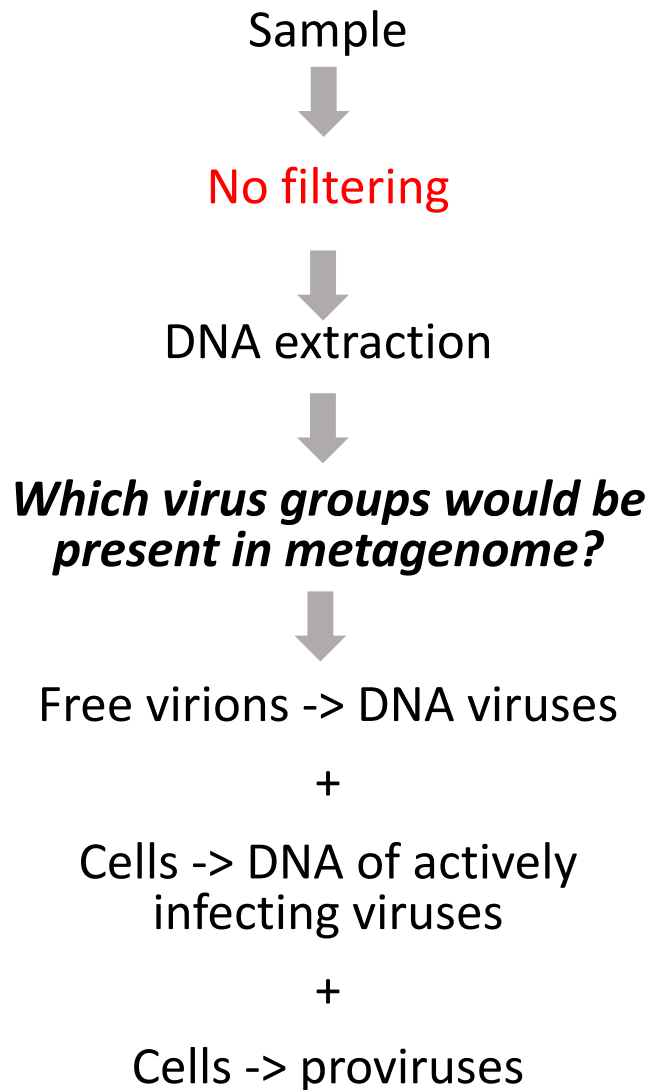 Sample
No filtering
DNA extraction
Which virus groups would be
present in metagenome?
Free virions -> DNA viruses
+
Cells -> DNA of actively
infecting viruses
+
Cells -> proviruses